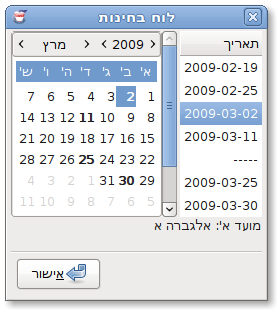 לוח בחינות
תאריך
2009-02-19
2009-02-25
2009-03-02
2009-03-11
-----
2009-03-25
2009-03-30
2009 מרץ
א' ב' ג' ד' ה' ו' ש'
1 2 3 4 5 6 7
8 9 10 11 12 13 14
15 16 17 18 19 20 21
22 23 24 25 26 27 28
29 30 31 1 2 3 4
5 6 7 8 9 10 11
מועד א': אלגברה א
אישור